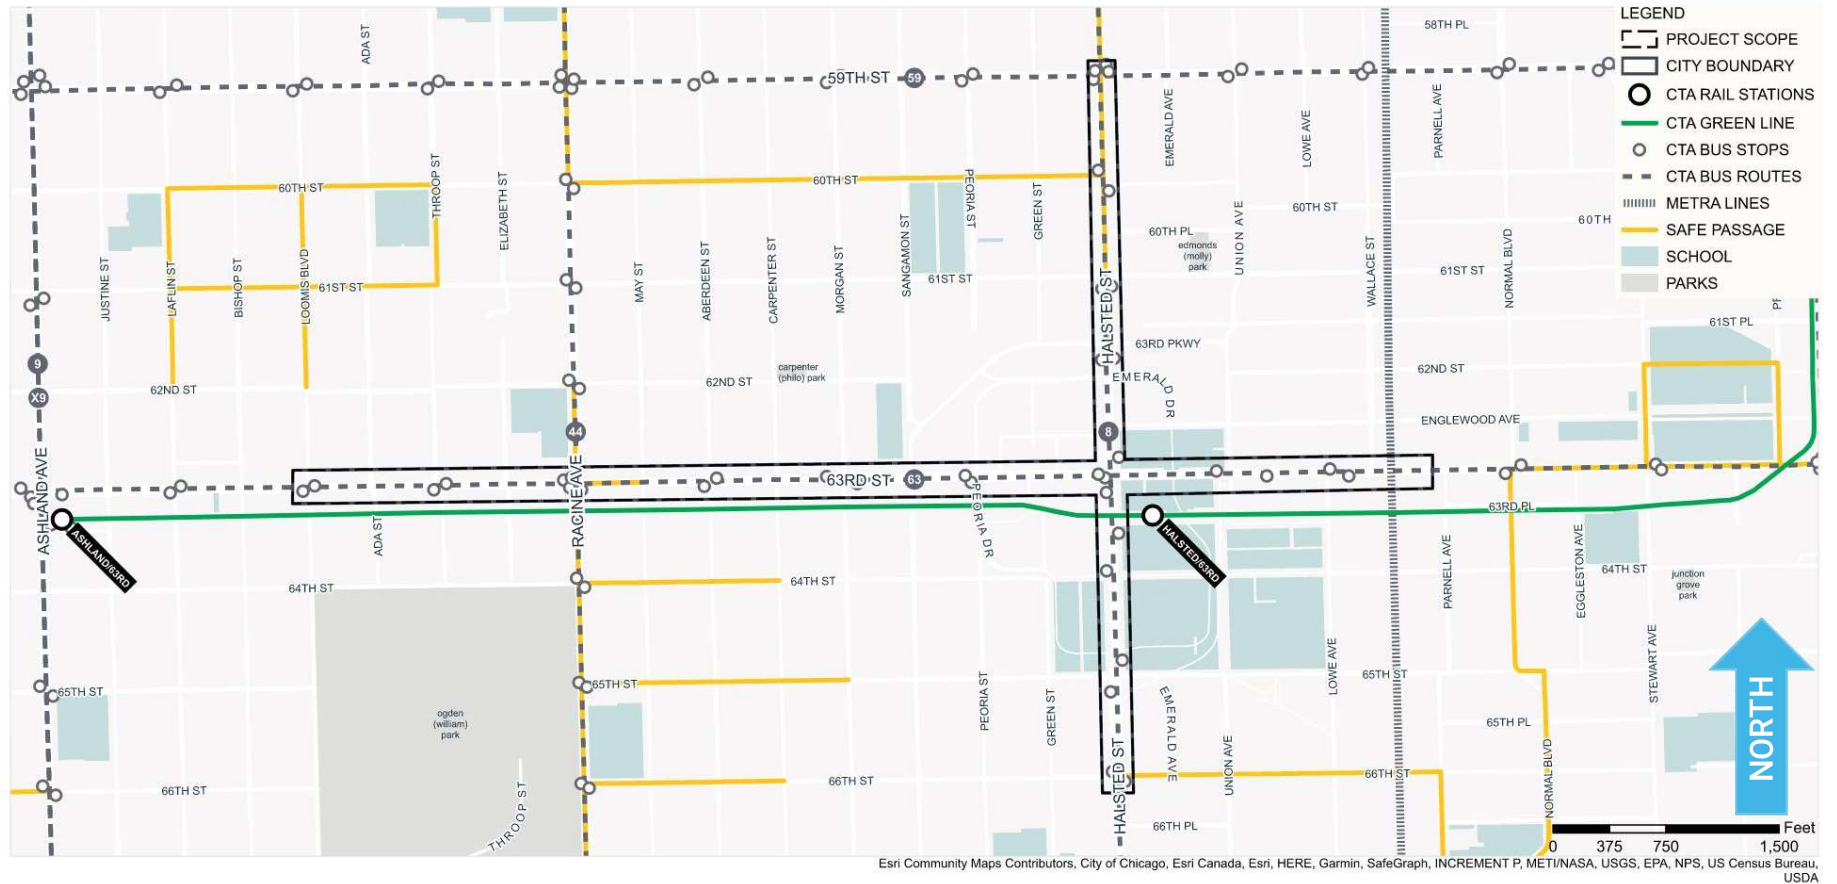 LEGEND
PROJECT SCOPE
CITY BOUNDARY
CTA RAIL STATIONS
CTA GREEN LINE
CTA BUS STOPS
CTA BUS ROUTES
METRA LINES
SAFE PASSAGE
SCHOOL
PARKS
58TH PL
ADA ST
59TH ST
59
EMERALD AVE
LOWE AVE
PARNELL AVE
60TH ST
THROOP ST
ELIZABETH ST
60TH ST
PEORIA ST
GREEN ST
60TH ST
60TH
60TH PL
edmonds
(molly)
park
UNION AVE
WALLACE ST
NORMAL BLVD
JUSTINE ST
LAFLIN ST
BISHOP ST
LOOMIS BLVD
61ST ST
MAY ST
ABERDEEN ST
CARPENTER ST
MORGAN ST
SANGAMON ST
61ST ST
HALSTED ST
61ST ST
61ST PL
63RD PKWY
9
X9
62ND ST
62ND ST
carpenter
(philo) park
EMERALD DR
62ND ST
ENGLEWOOD AVE
44
8
ASHLAND AVE
RACINE AVE
63RD ST
63
PEORIA DR
63RD PL
ASHLAND/63RD
ADA ST
HALSTED/63RD
PARNELL AVE
EGGLESTON AVE
64TH ST
64TH ST
64TH ST
junction
grove
park
65TH ST
65TH ST
PEORIA ST
GREEN ST
EMERALD AVE
UNION AVE
LOWE AVE
65TH ST
65TH PL
STEWART AVE
NORTH
ogden
(william)
park
66TH ST
THROOP ST
66TH ST
HALSTED ST
66TH ST
66TH PL
NORMAL BLVD
Feet
0 375 750 1,500
Esri Community Maps Contributors, City of Chicago, Esri Canada, Esri, HERE, Garmin, SafeGraph, INCREMENT P, METI/NASA, USGS, EPA, NPS, US Census Bureau,
USDA